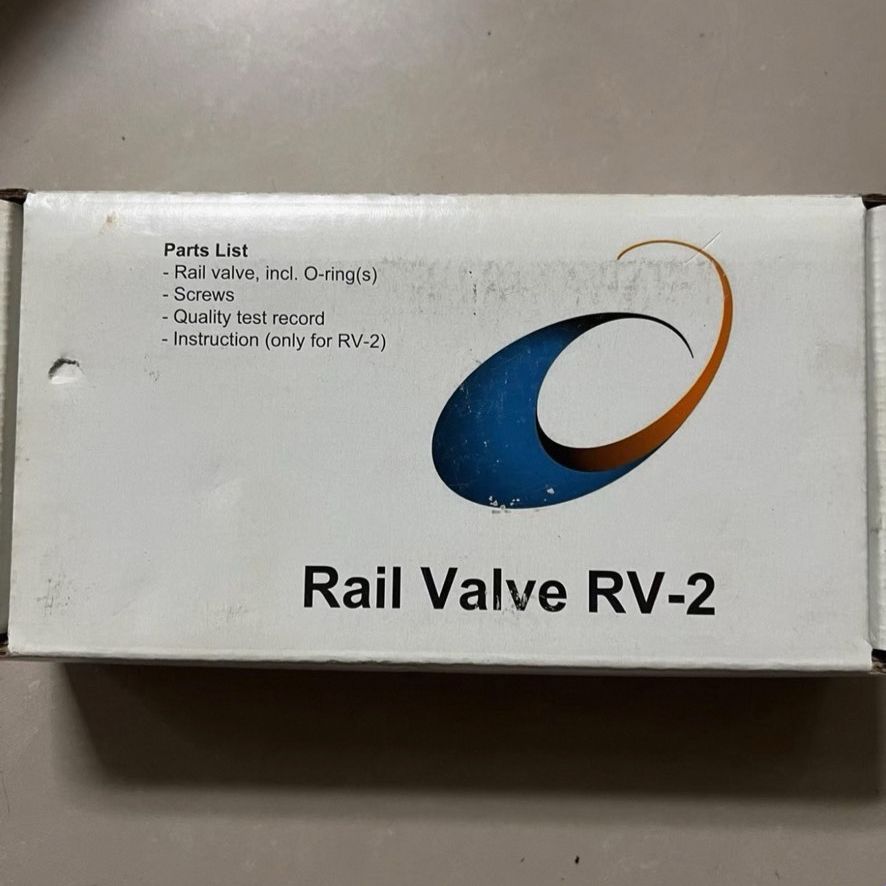 Parts List
- Rail valve, incl. O-ring(s)
- Screws
- Quality test record
- Instruction (only for RV-2)
Rail Valve RV-2